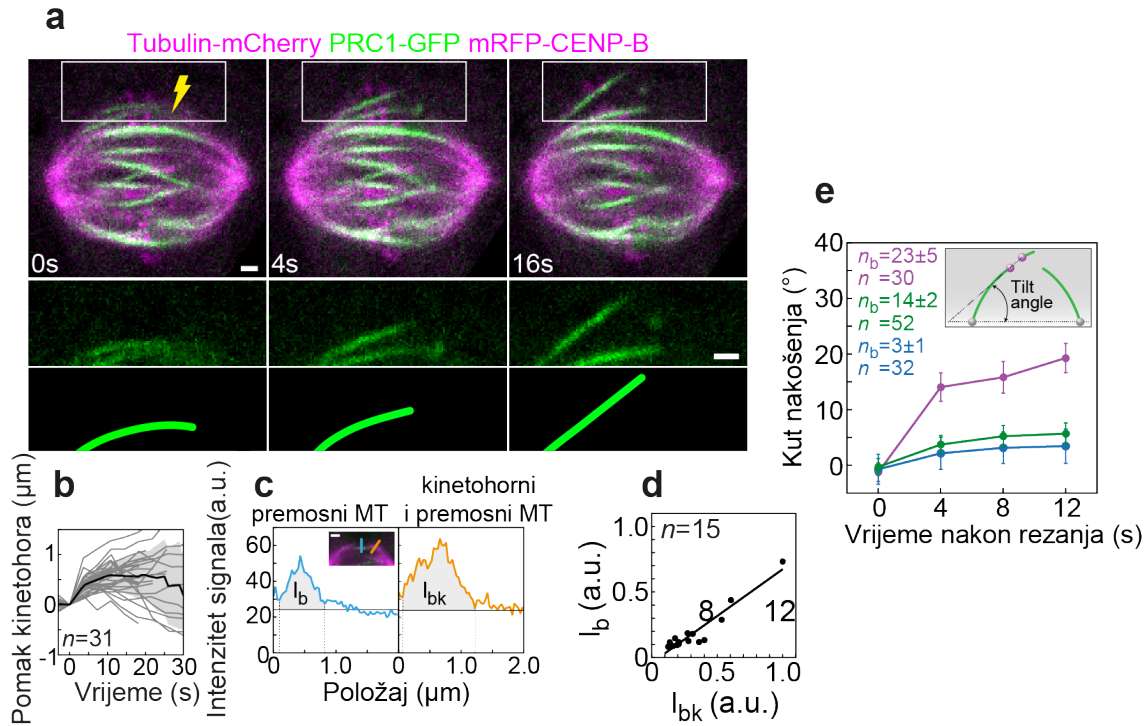 a
Tubulin-mCherry PRC1-GFP mRFP-CENP-B
0s
4s
16s
b
Pomak kinetohora (μm)
1
0
-1
n=31
0 10 20 30
Vrijeme (s)
c
premosni MT
kinetohorni
i premosni MT
Intenzitet signala(a.u.)
60
40
20
0
I_b
I_bk
0 1.0 0 1.0 2.0
Položaj (μm)
d
n=15
I_b (a.u.)
1.0
0.5
0
8
12
0 0.5 1.0
I_bk (a.u.)
e
Kut nakošenja (°)
40
30
20
10
0
n_b=23±5
n =30
n_b=14±2
n =52
n_b=3±1
n =32
Tilt
angle
0 4 8 12
Vrijeme nakon rezanja (s)